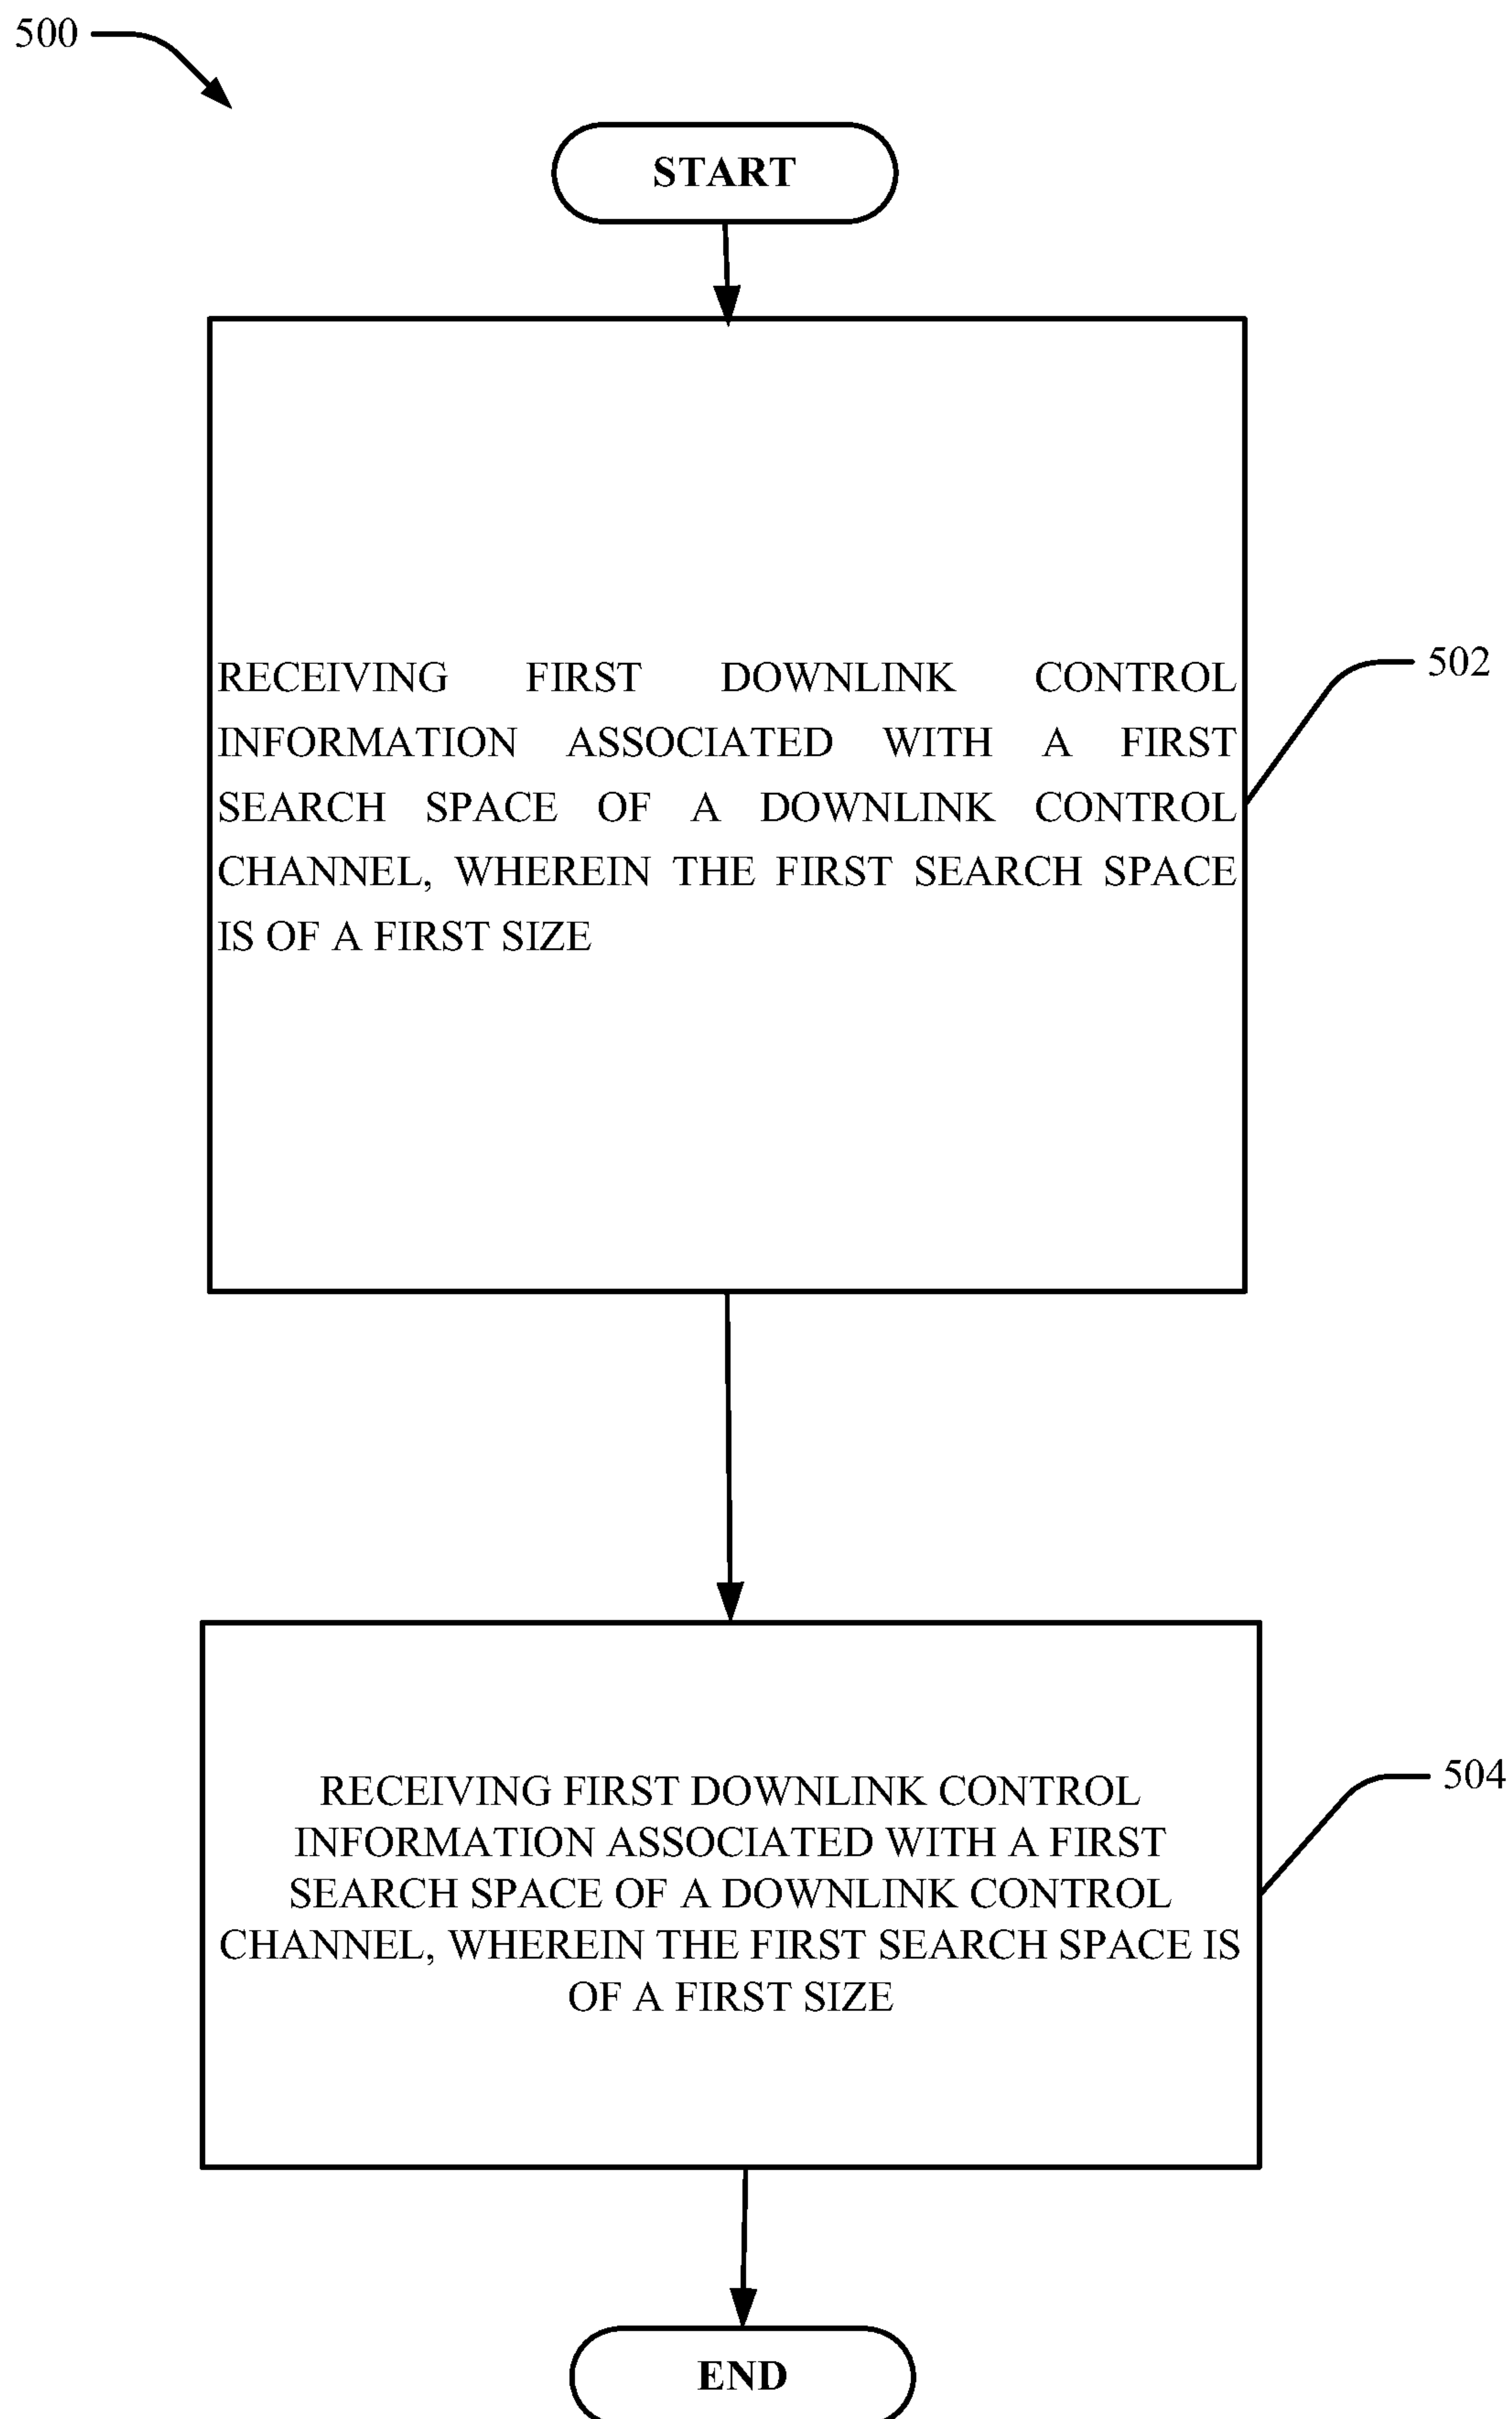 500
START
RECEIVING FIRST DOWNLINK CONTROL
INFORMATION ASSOCIATED WITH A FIRST
SEARCH SPACE OF A DOWNLINK CONTROL
CHANNEL, WHEREIN THE FIRST SEARCH SPACE
IS OF A FIRST SIZE
502
RECEIVING FIRST DOWNLINK CONTROL
INFORMATION ASSOCIATED WITH A FIRST
SEARCH SPACE OF A DOWNLINK CONTROL
CHANNEL, WHEREIN THE FIRST SEARCH SPACE IS
OF A FIRST SIZE
504
END